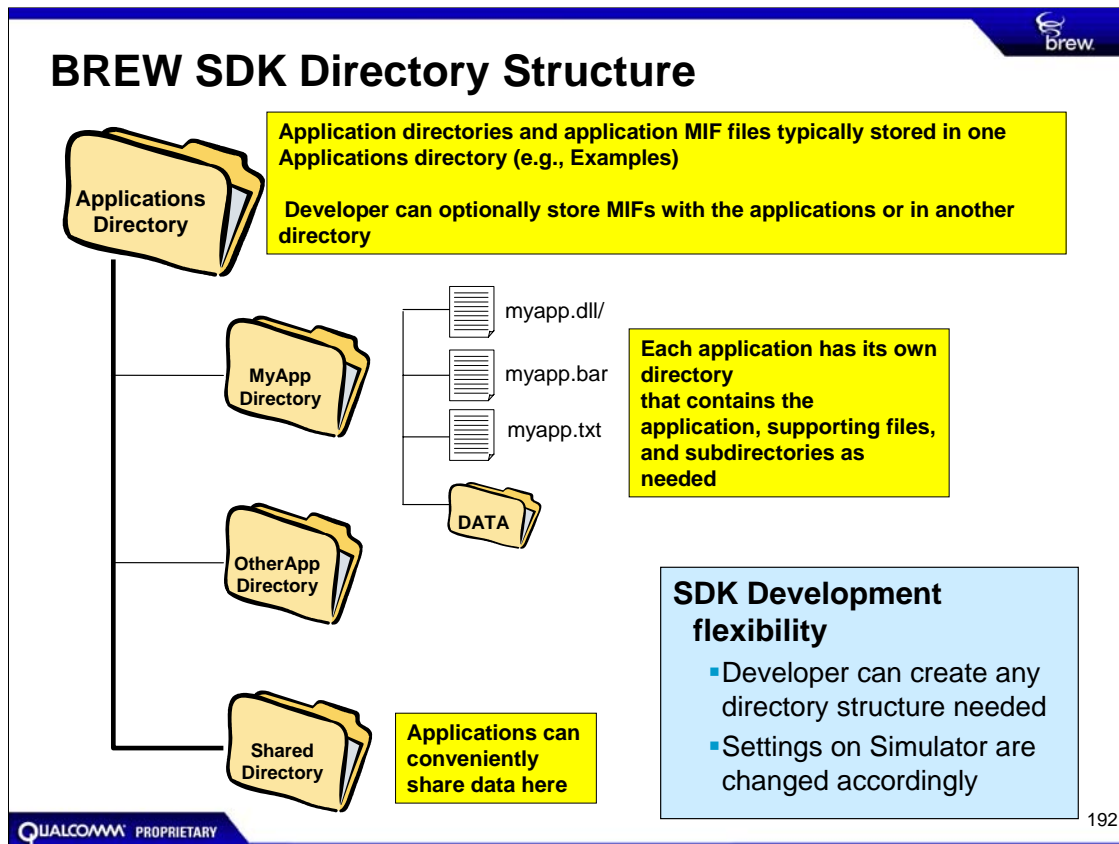 brew.
BREW SDK Directory Structure
Applications
Directory
Application directories and application MIF files typically stored in one
Applications directory (e.g., Examples)
Developer can optionally store MIFs with the applications or in another
directory
MyApp
Directory
myapp.dll/
myapp.bar
myapp.txt
DATA
Each application has its own
directory
that contains the
application, supporting files,
and subdirectories as
needed
OtherApp
Directory
SDK Development
flexibility
▪Developer can create any
directory structure needed
▪Settings on Simulator are
changed accordingly
Shared
Directory
Applications can
conveniently
share data here
QUALCOMM PROPRIETARY
192